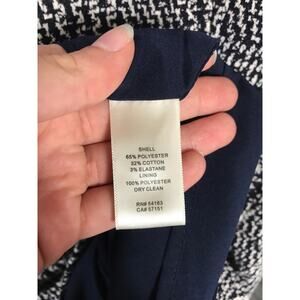 SHELL
65% POLYESTER
32% COTTON
3% ELASTANE
LINING
100% POLYESTER
DRY CLEAN
RN# 54163
CA# 57151